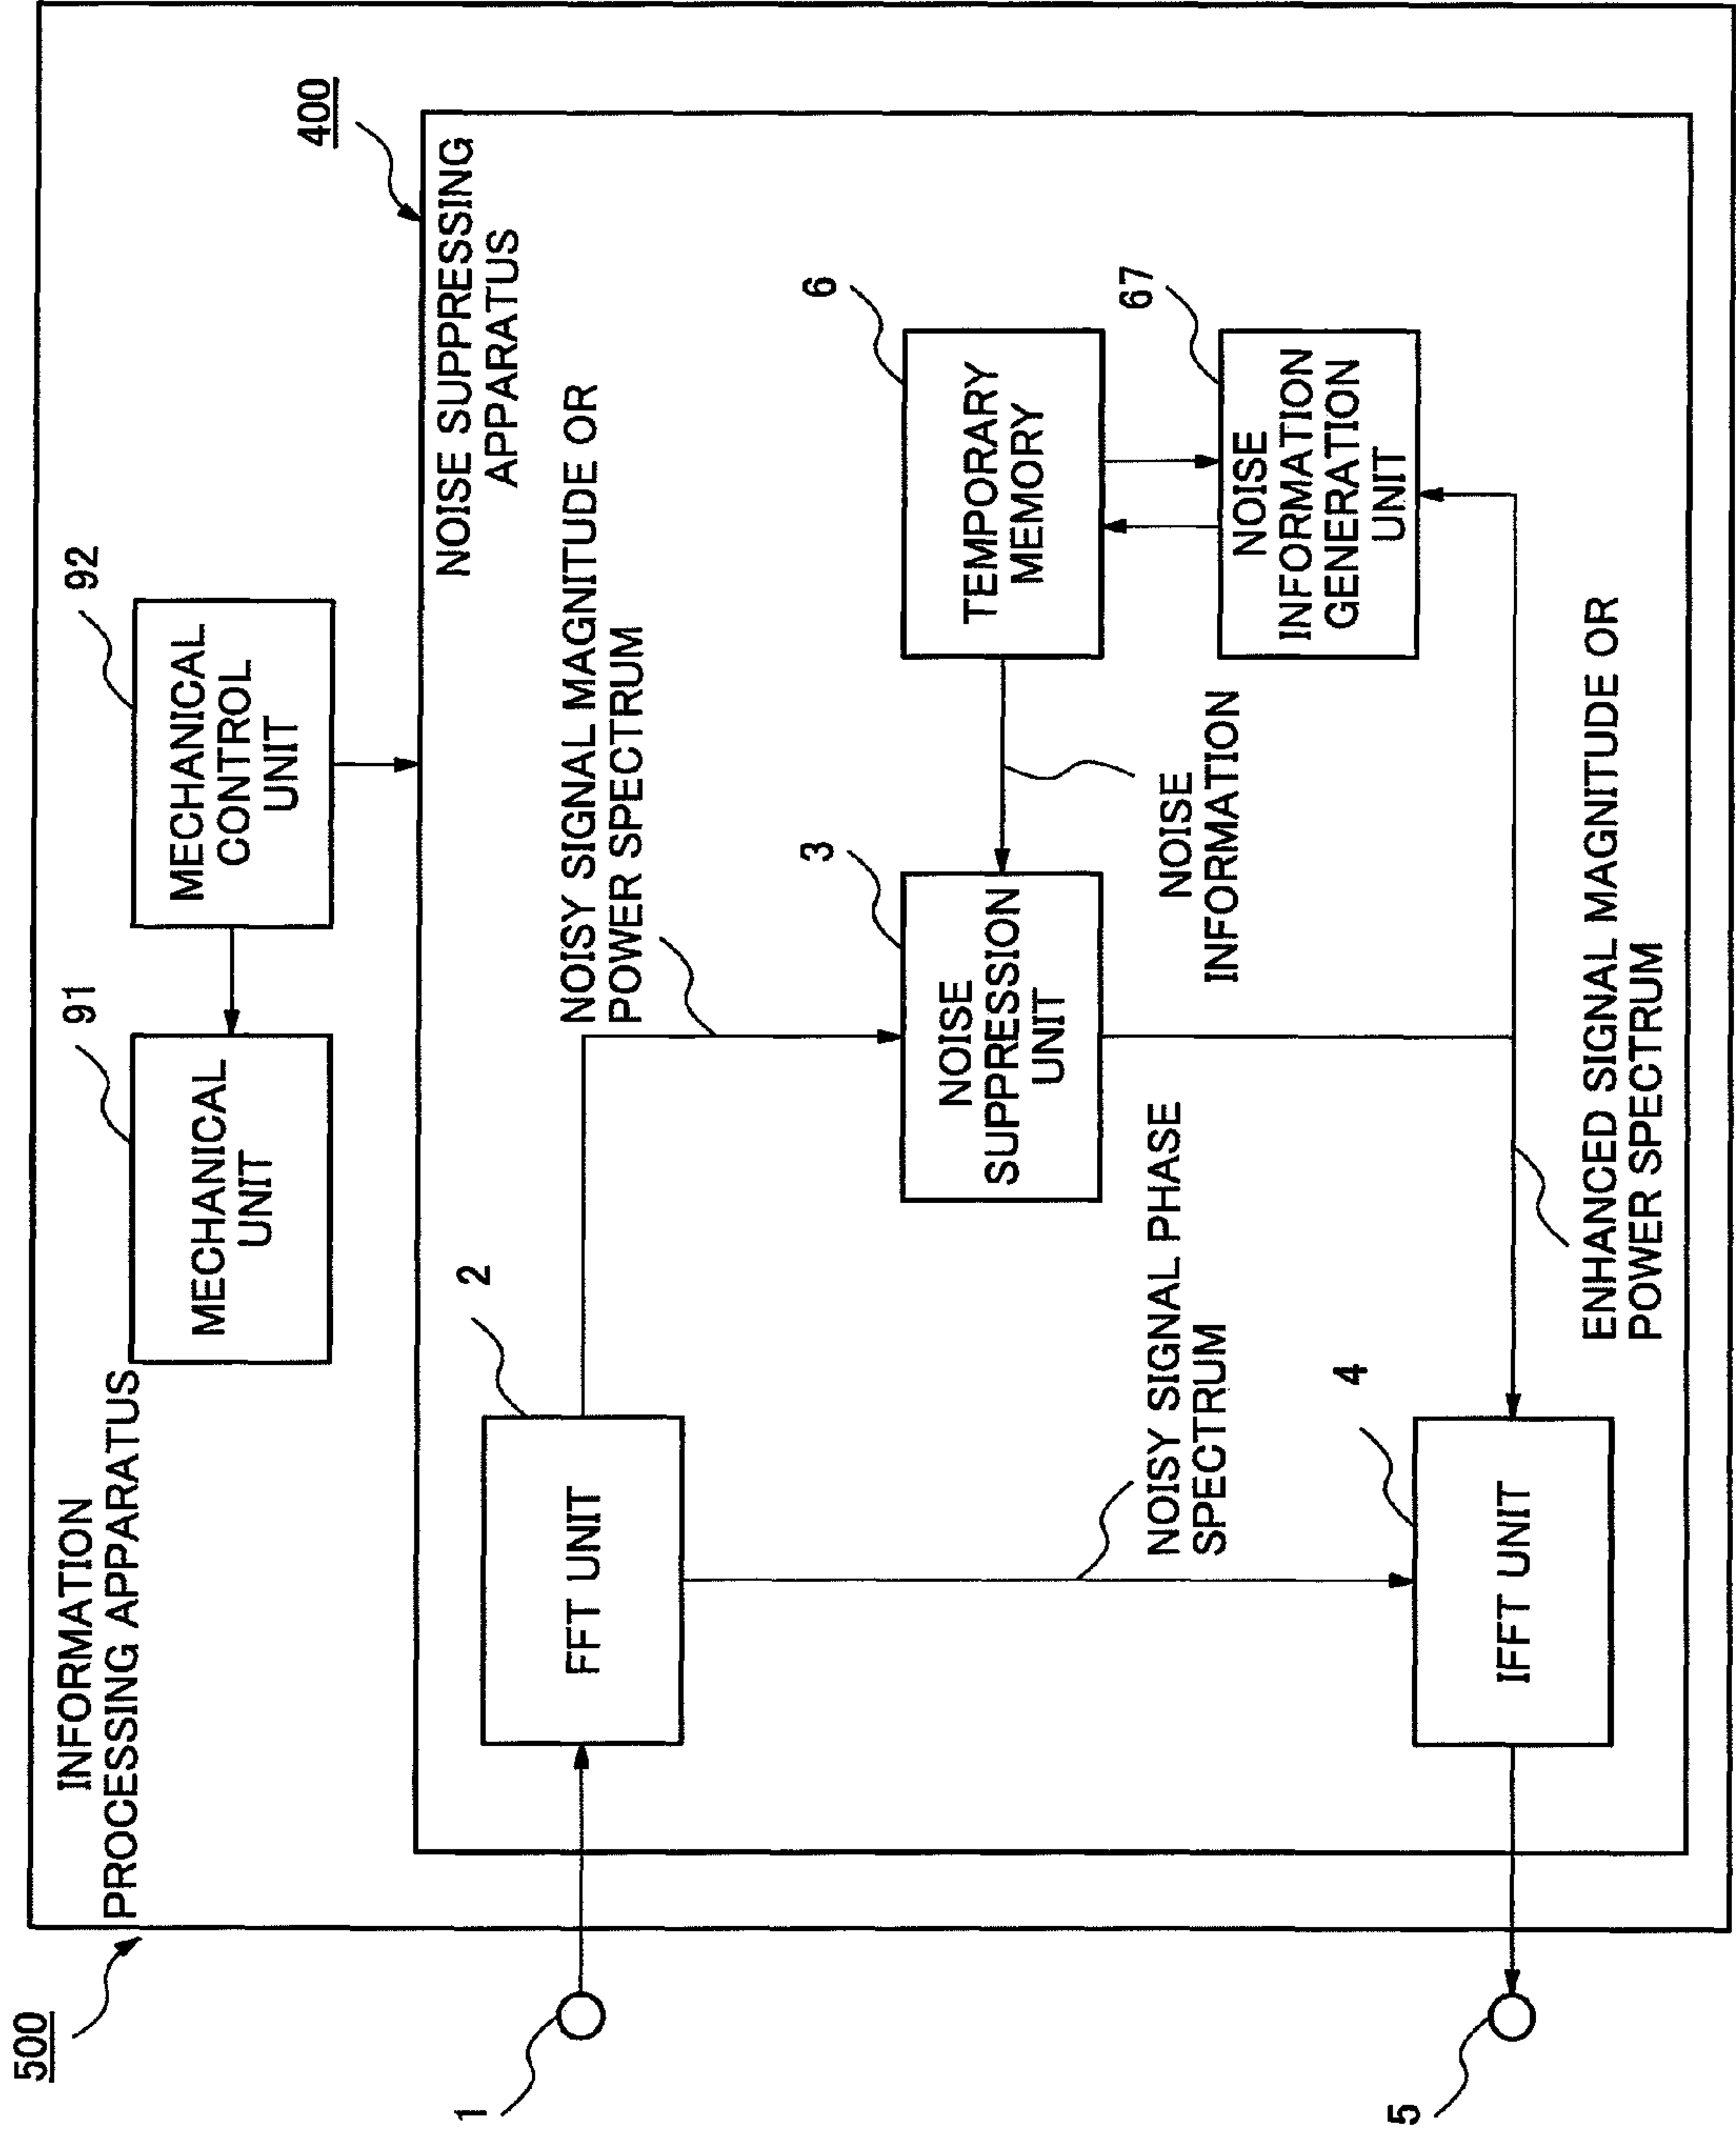 500
INFORMATION
PROCESSING APPARATUS
91
MECHANICAL
UNIT
92
MECHANICAL
CONTROL
UNIT
400
NOISE SUPPRESSING
APPARATUS
1
2
FFT UNIT
NOISY SIGNAL MAGNITUDE OR
POWER SPECTRUM
3
NOISE
SUPPRESSION
UNIT
6
TEMPORARY
MEMORY
NOISE
INFORMATION
67
NOISE
INFORMATION
GENERATION
UNIT
NOISY SIGNAL PHASE
SPECTRUM
4
IFFT UNIT
ENHANCED SIGNAL MAGNITUDE OR
POWER SPECTRUM
5